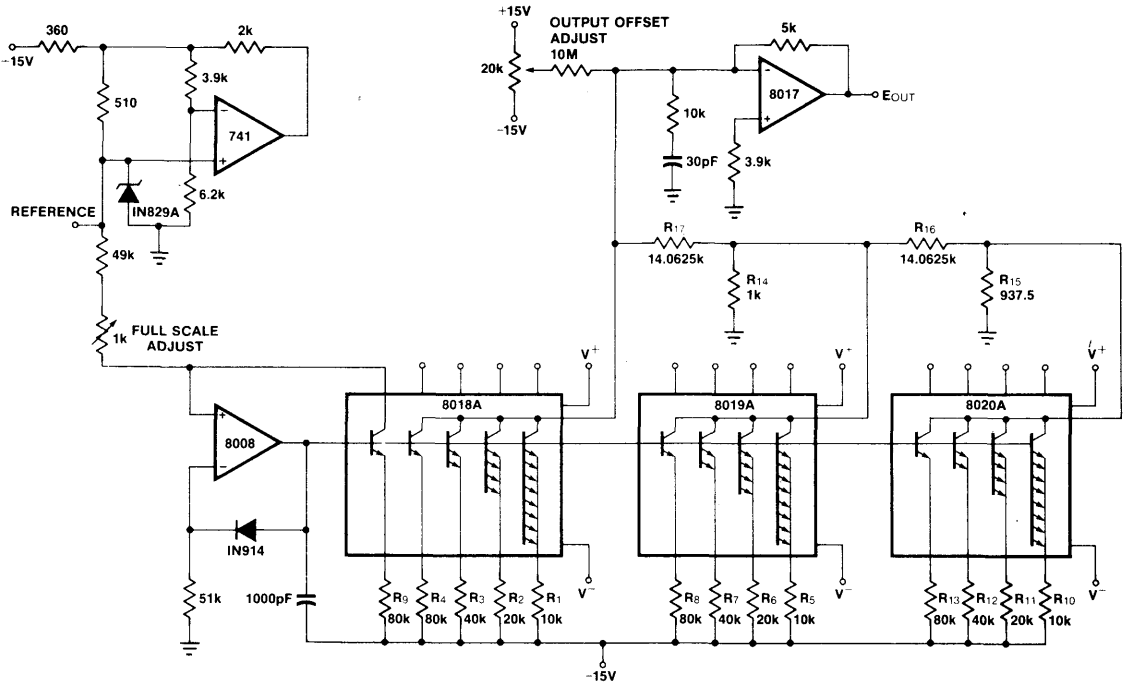 360
−15V
2k
3.9k
510
741
−
+
6.2k
IN829A
REFERENCE
49k
1k
FULL SCALE
ADJUST
+15V
OUTPUT OFFSET
ADJUST
10M
20k
−15V
5k
−
8017
+
EOUT
10k
30pF
3.9k
R17
14.0625k
R14
1k
R16
14.0625k
R15
937.5
V+
V+
V+
8018A
8019A
8020A
+
8008
−
IN914
51k
1000pF
R9
80k
R4
80k
R3
40k
R2
20k
R1
10k
V−
R8
80k
R7
40k
R6
20k
R5
10k
V−
R13
80k
R12
40k
R11
20k
R10
10k
V−
−15V